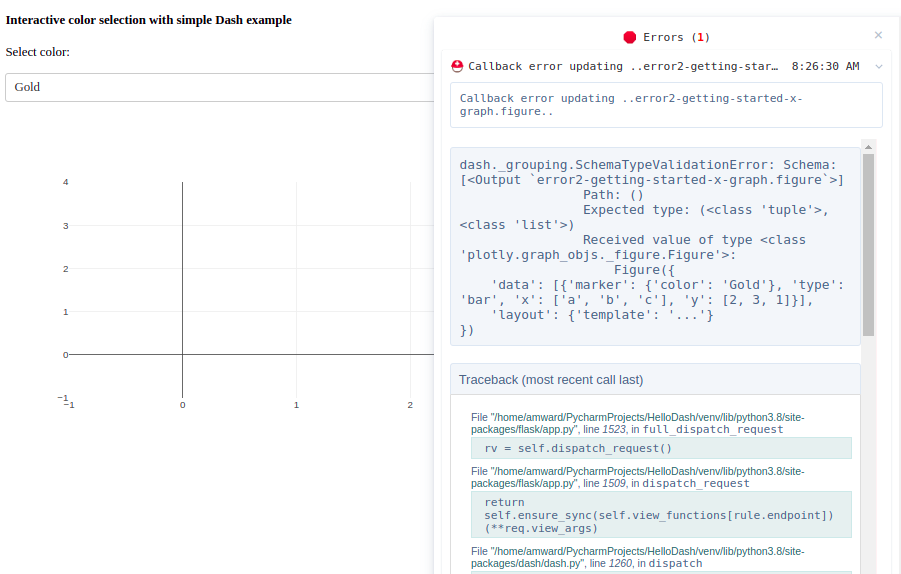 Interactive color selection with simple Dash example
Select color:
Gold
4
3
2
1
0
−1
−1
0
1
2
Errors (1)
×
Callback error updating ..error2-getting-star… 8:26:30 AM
Callback error updating ..error2-getting-started-x-
graph.figure..
dash._grouping.SchemaTypeValidationError: Schema:
[<Output `error2-getting-started-x-graph.figure`>]
Path: ()
Expected type: (<class 'tuple'>,
<class 'list'>)
Received value of type <class
'plotly.graph_objs._figure.Figure'>:
Figure({
'data': [{'marker': {'color': 'Gold'}, 'type':
'bar', 'x': ['a', 'b', 'c'], 'y': [2, 3, 1]}],
'layout': {'template': '...'}
})
Traceback (most recent call last)
File "/home/amward/PycharmProjects/HelloDash/venv/lib/python3.8/site-
packages/flask/app.py", line 1523, in full_dispatch_request
rv = self.dispatch_request()
File "/home/amward/PycharmProjects/HelloDash/venv/lib/python3.8/site-
packages/flask/app.py", line 1509, in dispatch_request
return
self.ensure_sync(self.view_functions[rule.endpoint])
(**req.view_args)
File "/home/amward/PycharmProjects/HelloDash/venv/lib/python3.8/site-
packages/dash/dash.py", line 1260, in dispatch